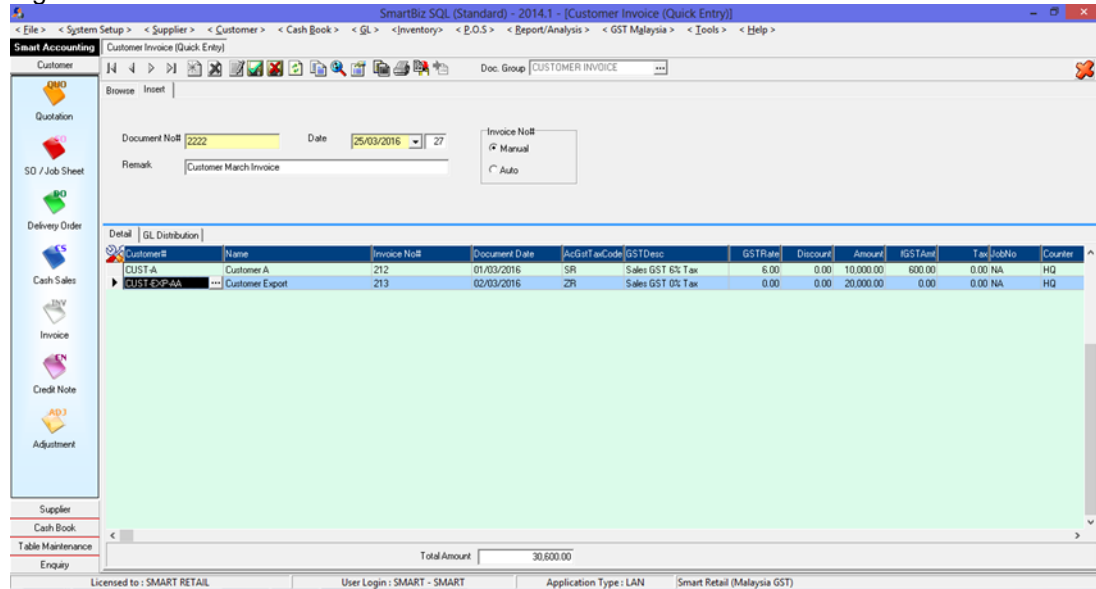 SmartBiz SQL (Standard) - 2014.1 - [Customer Invoice (Quick Entry)]
< File > < System Setup > < Supplier > < Customer > < Cash Book > < GL > <Inventory> < P.O.S > < Report/Analysis > < GST Malaysia > < Tools > < Help >
Smart Accounting Customer Invoice (Quick Entry)
Customer Doc. Group CUSTOMER INVOICE ...
Browse Insert
QUO
Quotation
SO
SO / Job Sheet
DO
Delivery Order
CS
Cash Sales
INV
Invoice
CN
Credit Note
ADJ
Adjustment
Supplier
Cash Book
Table Maintenance
Enquiry
Document No# 2222 Date 25/03/2016 27
Remark Customer March Invoice
Invoice No#
Manual
Auto
Detail GL Distribution
Customer# Name Invoice No# Document Date AcGstTaxCode GSTDesc GSTRate Discount Amount fGSTAmt Tax JobNo Counter
CUST-A Customer A 212 01/03/2016 SR Sales GST 6% Tax 6.00 0.00 10,000.00 600.00 0.00 NA HQ
CUST-EXP-AA ... Customer Export 213 02/03/2016 ZR Sales GST 0% Tax 0.00 0.00 20,000.00 0.00 0.00 NA HQ
Total Amount 30,600.00
Licensed to : SMART RETAIL User Login : SMART - SMART Application Type : LAN Smart Retail (Malaysia GST)